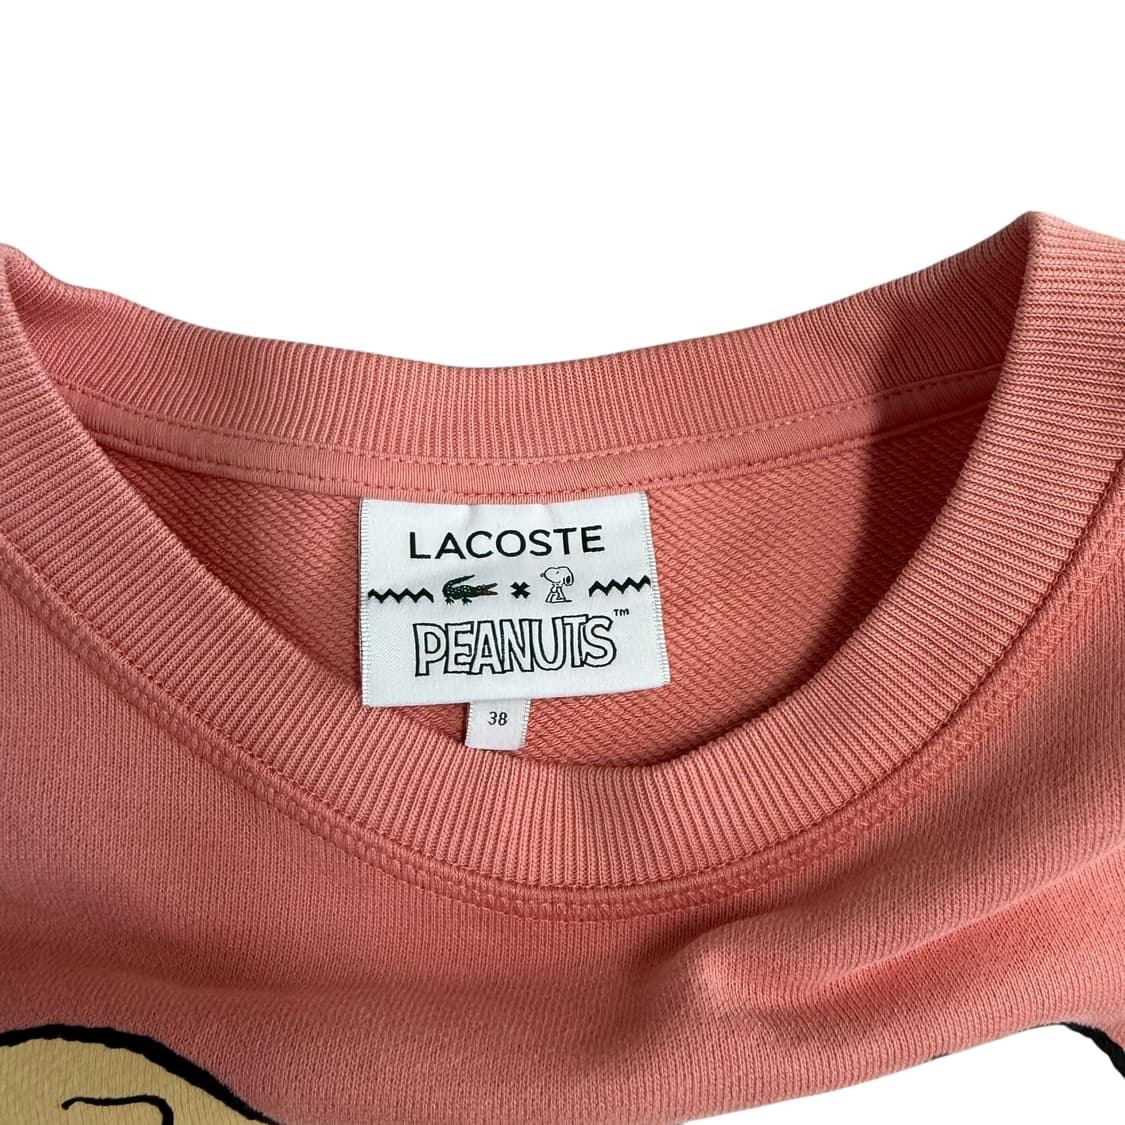 LACOSTE
×
PEANUTS™
38